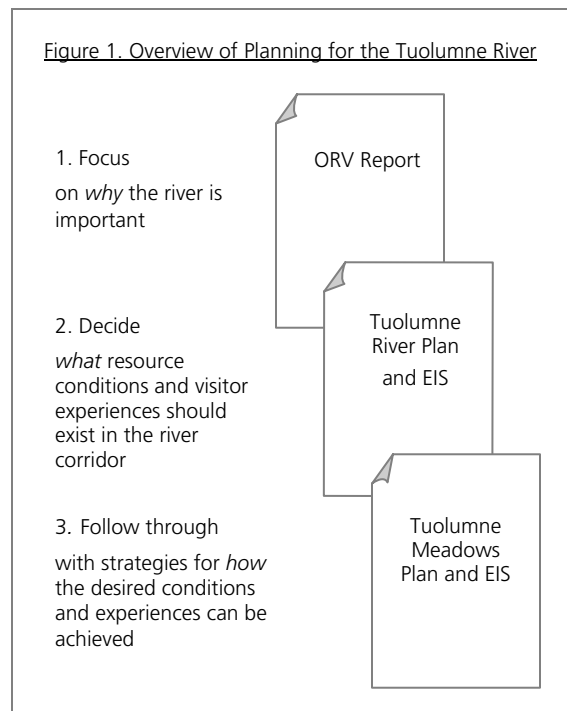 Figure 1. Overview of Planning for the Tuolumne River
1. Focus
on why the river is
important
ORV Report
2. Decide
what resource
conditions and visitor
experiences should
exist in the river
corridor
Tuolumne
River Plan
and EIS
3. Follow through
with strategies for how
the desired conditions
and experiences can be
achieved
Tuolumne
Meadows
Plan and EIS